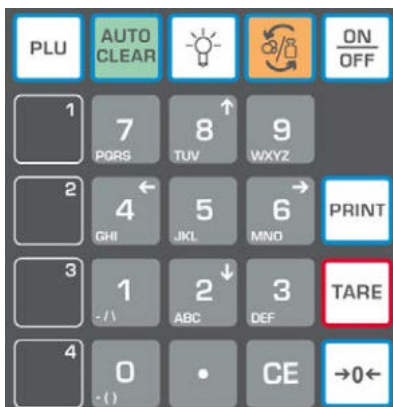 PLU
AUTO
CLEAR
ON
OFF
1
7
PQRS
8
TUV
9
WXYZ
2
4
GHI
5
JKL
6
MNO
PRINT
3
1
-/\
2
ABC
3
DEF
TARE
4
0
-()
.
CE
→0←